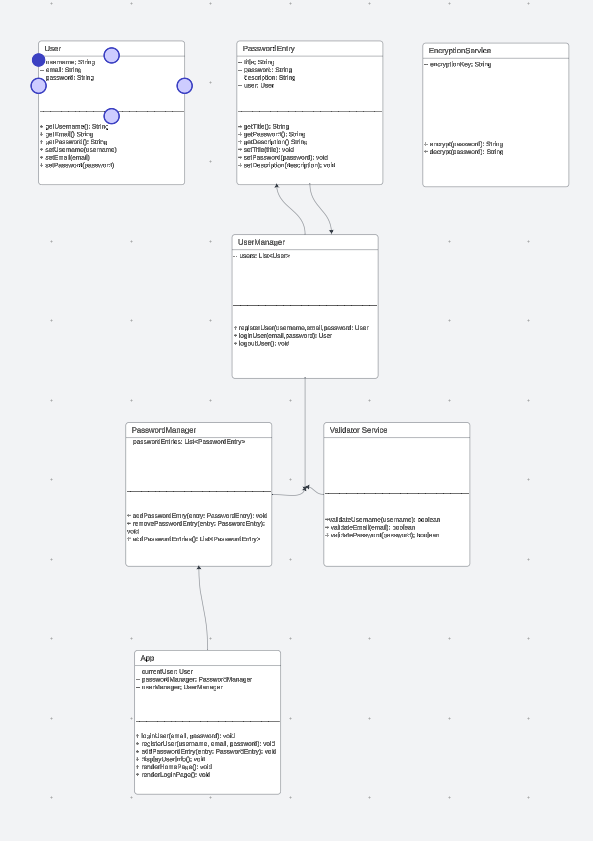 User
username: String
– email: String
password: String
+ getUsername(): String
+ getEmail() String
+ getPassword(): String
+ setUsername(username)
+ setEmail(email)
+ setPassword(password)
PasswordEntry
– title: String
– password: String
Description: String
– user: User
+ getTitle(): String
+ getPassword(): String
+ getDescription() String
+ setTitle(title): void
+ setPassword(password): void
+ setDescription(description): void
EncryptionService
– encryptionKey: String
+ encrypt(password): String
+ decrypt(password): String
UserManager
– users: List<User>
+ registerUser(username,email,password: User
+ loginUser(email,password): User
+ logoutUser(): void
PasswordManager
passwordEntries: List<PasswordEntry>
+ addPasswordEntry(entry: PasswordEntry): void
+ removePasswordEntry(entry: PasswordEntry):
void
+ addPasswordEntries(): List<PasswordEntry>
Validator Service
+validateUsername(username): boolean
+ validateEmail(email): boolean
+ validatePassword(password): boolean
App
currentUser: User
– passwordManager: PasswordManager
– userManager: UserManager
+ loginUser(email, password): void
+ registerUser(username, email, password): void
+ addPasswordEntry(entry: PasswordEntry): void
+ displayUserInfo(): void
+ renderHomePage(): void
+ renderLoginPage(): void